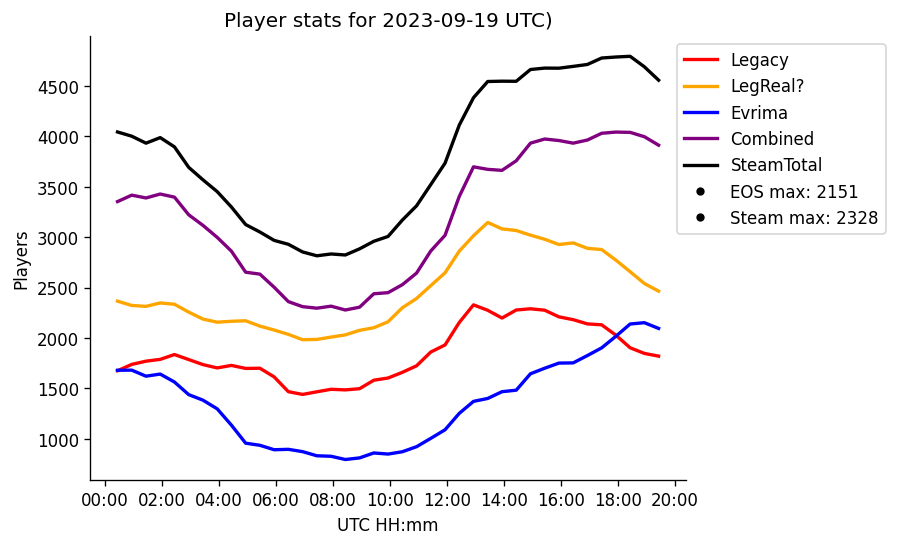 Player stats for 2023-09-19 UTC)
Legacy
LegReal?
Evrima
Combined
SteamTotal
EOS max: 2151
Steam max: 2328
Players
4500
4000
3500
3000
2500
2000
1500
1000
00:00 02:00 04:00 06:00 08:00 10:00 12:00 14:00 16:00 18:00 20:00
UTC HH:mm